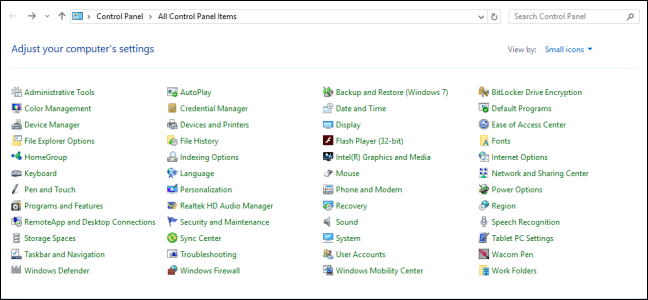 Control Panel > All Control Panel Items
Search Control Panel
Adjust your computer's settings
View by: Small icons
Administrative Tools AutoPlay Backup and Restore (Windows 7) BitLocker Drive Encryption
Color Management Credential Manager Date and Time Default Programs
Device Manager Devices and Printers Display Ease of Access Center
File Explorer Options File History Flash Player (32-bit) Fonts
HomeGroup Indexing Options Intel(R) Graphics and Media Internet Options
Keyboard Language Mouse Network and Sharing Center
Pen and Touch Personalization Phone and Modem Power Options
Programs and Features Realtek HD Audio Manager Recovery Region
RemoteApp and Desktop Connections Security and Maintenance Sound Speech Recognition
Storage Spaces Sync Center System Tablet PC Settings
Taskbar and Navigation Troubleshooting User Accounts Wacom Pen
Windows Defender Windows Firewall Windows Mobility Center Work Folders